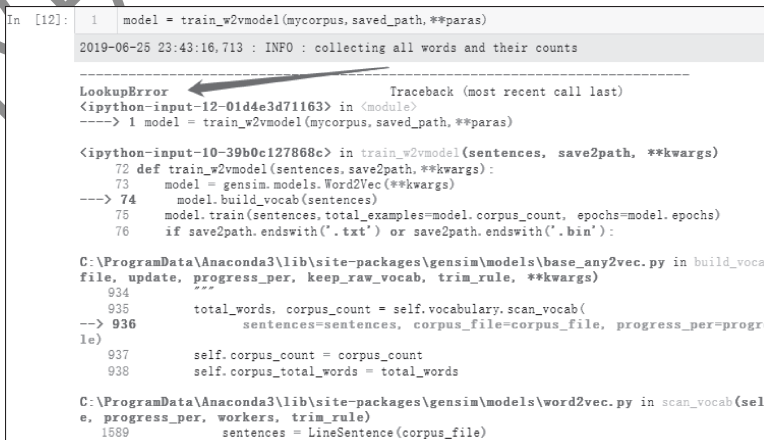 In [12]: 1 model = train_w2vmodel(mycorpus,saved_path,**paras)
2019-06-25 23:43:16,713 : INFO : collecting all words and their counts
---------------------------------------------------------------------------
LookupError Traceback (most recent call last)
<ipython-input-12-01d4e3d71163> in <module>
----> 1 model = train_w2vmodel(mycorpus,saved_path,**paras)
<ipython-input-10-39b0c127868c> in train_w2vmodel(sentences, save2path, **kwargs)
72 def train_w2vmodel(sentences,save2path,**kwargs):
73 model = gensim.models.Word2Vec(**kwargs)
---> 74 model.build_vocab(sentences)
75 model.train(sentences,total_examples=model.corpus_count, epochs=model.epochs)
76 if save2path.endswith('.txt') or save2path.endswith('.bin'):
C:\ProgramData\Anaconda3\lib\site-packages\gensim\models\base_any2vec.py in build_voca
file, update, progress_per, keep_raw_vocab, trim_rule, **kwargs)
934 """
935 total_words, corpus_count = self.vocabulary.scan_vocab(
--> 936 sentences=sentences, corpus_file=corpus_file, progress_per=progre
le)
937 self.corpus_count = corpus_count
938 self.corpus_total_words = total_words
C:\ProgramData\Anaconda3\lib\site-packages\gensim\models\word2vec.py in scan_vocab(sel
e, progress_per, workers, trim_rule)
1589 sentences = LineSentence(corpus_file)